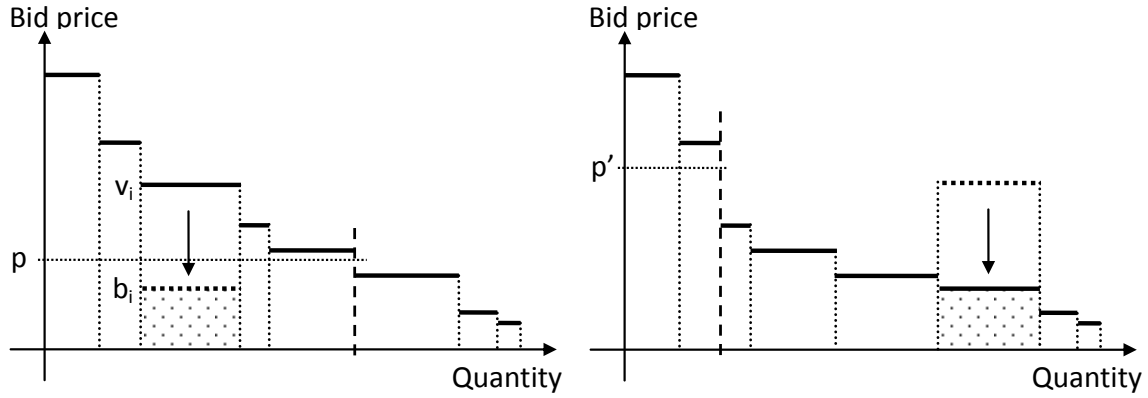 Bid price
v_i
p
b_i
Quantity
Bid price
p’
Quantity